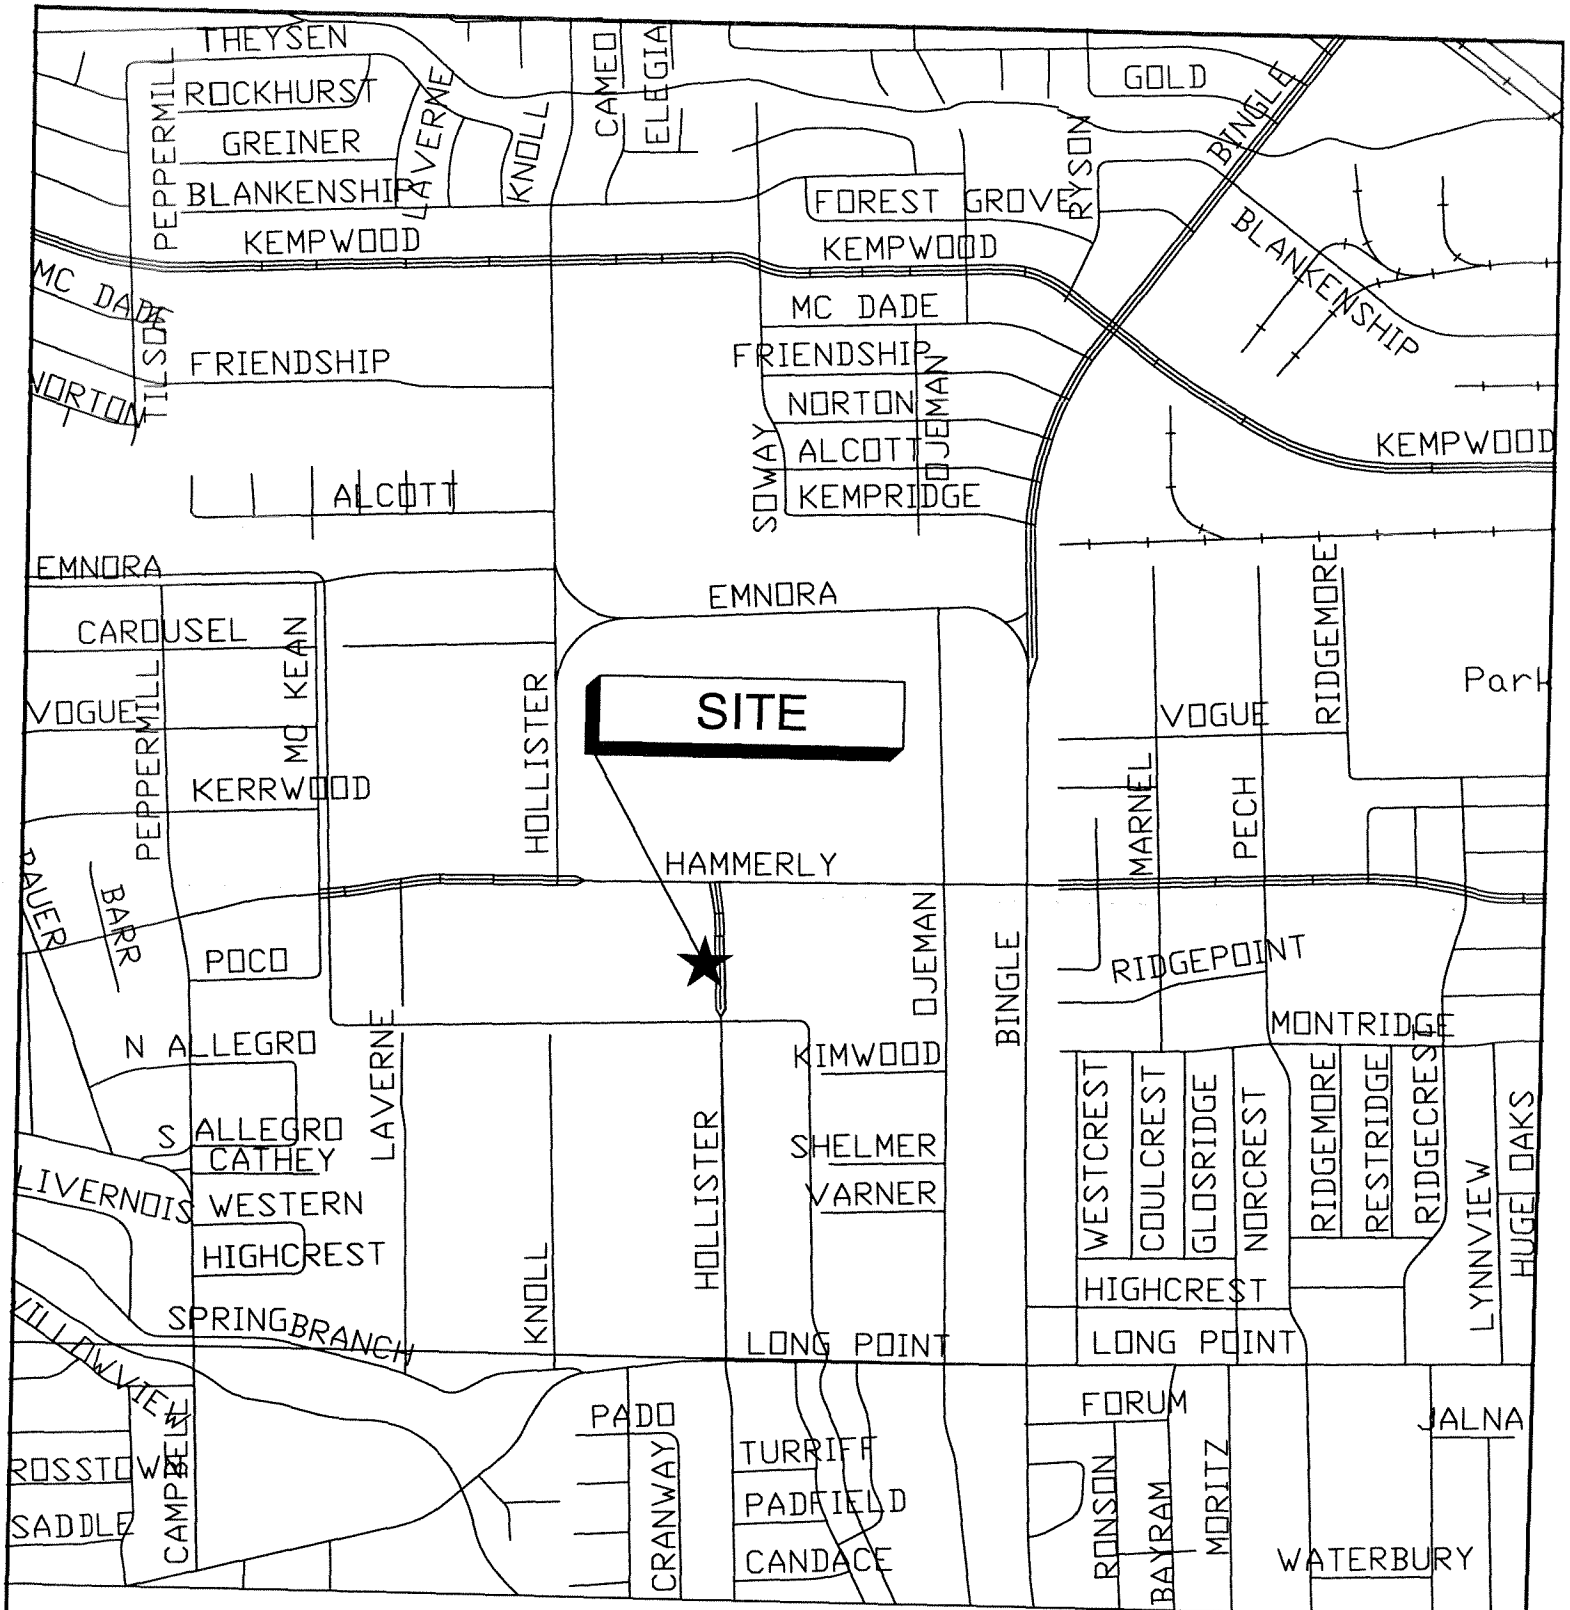 THEYSEN
CAMEO
ELEGIA
PEPPERMILL
ROCKHURST
LAVERNE
GOLD
BINGLE
GREINER
KNOLL
RYSON
BLANKENSHIP
FOREST GROVE
BLANKENSHIP
KEMPWOOD
KEMPWOOD
MC DADE
MC DADE
TILSON
FRIENDSHIP
FRIENDSHIP
NORTON
NORTON
OJEMAN
SOWAY
ALCOTT
KEMPWOOD
ALCOTT
KEMPRIDGE
EMNORA
EMNORA
RIDGEMORE
CAROUSEL
MC KEAN
PEPPERMILL
HOLLISTER
SITE
Park
VOGUE
VOGUE
KERRWOOD
MARNEL
PECH
HAMMERLY
BAUER
BARR
OJEMAN
BINGLE
POCO
RIDGEPOINT
N ALLEGRO
LAVERNE
KIMWOOD
MONTRIDGE
S ALLEGRO
CATHEY
HOLLISTER
SHELMER
WESTCREST
COULCREST
GLOSRIDGE
NORCREST
RIDGEMORE
RESTRIDGE
RIDGECREST
LYNNVIEW
HUGE OAKS
LIVERNOIS
WESTERN
VARNER
HIGHCREST
KNOLL
HIGHCREST
SPRINGBRANCH
LONG POINT
LONG POINT
WILLOWVIEW
CAMPBELL
PADO
FORUM
JALNA
ROSSTOWN
CRANWAY
TURRIFF
RONSON
BAYRAM
MORITZ
PADFIELD
SADDLE
CANDACE
WATERBURY